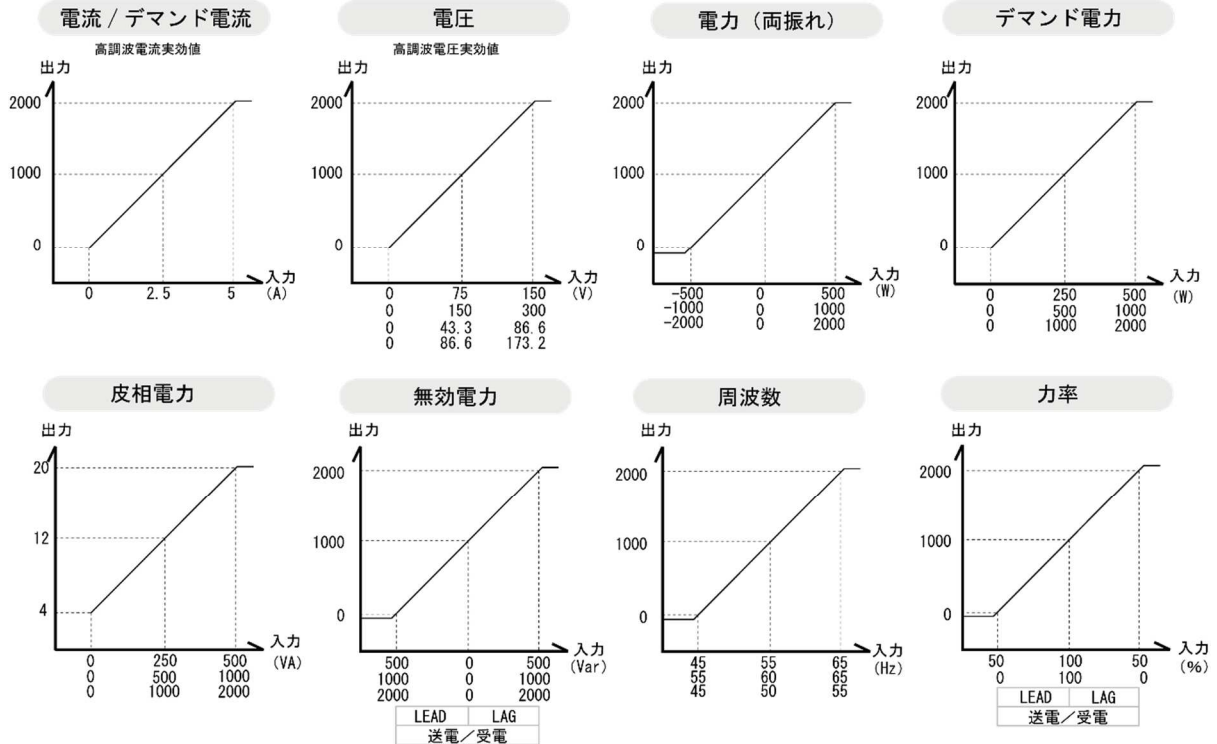 電流 / デマンド電流
高調波電流実効値
出力
2000
1000
0
0 2.5 5
入力
(A)
電圧
高調波電圧実効値
出力
2000
1000
0
0 75 150
0 150 300
0 43.3 86.6
0 86.6 173.2
入力
(V)
電力（両振れ）
出力
2000
1000
0
-500 0 500
-1000 0 1000
-2000 0 2000
入力
(W)
デマンド電力
出力
2000
1000
0
0 250 500
0 500 1000
0 1000 2000
入力
(W)
皮相電力
出力
20
12
4
0 250 500
0 500 1000
0 1000 2000
入力
(VA)
無効電力
出力
2000
1000
0
500 0 500
1000 0 1000
2000 0 2000
入力
(Var)
LEAD LAG
送電／受電
周波数
出力
2000
1000
0
45 55 65
55 60 65
45 50 55
入力
(Hz)
力率
出力
2000
1000
0
50 100 50
0 100 0
入力
(%)
LEAD LAG
送電／受電